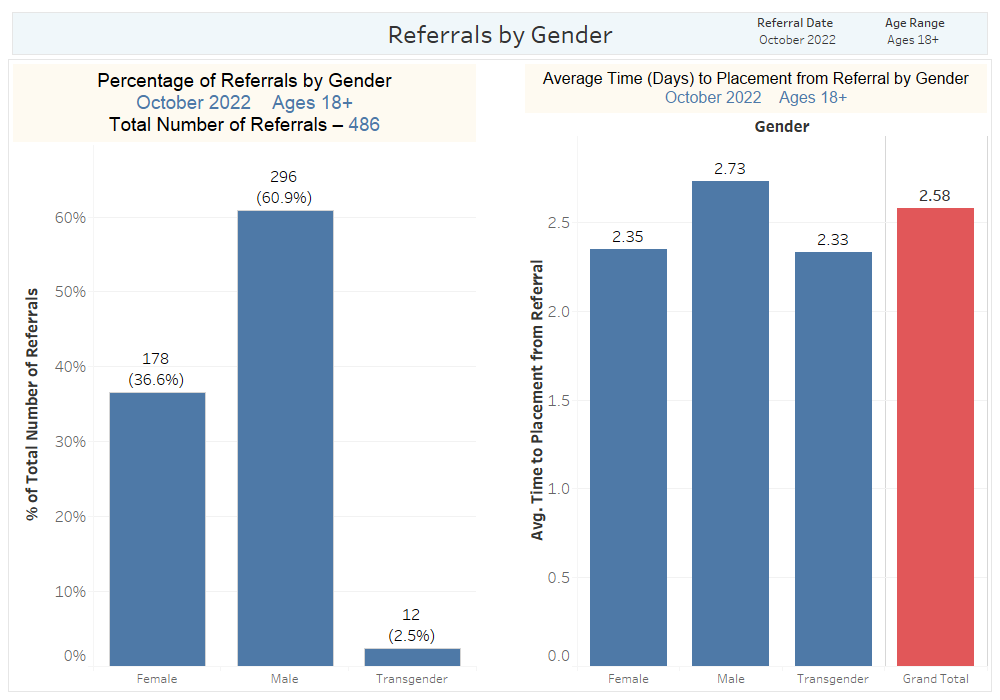 Referrals by Gender
Referral Date
October 2022
Age Range
Ages 18+
Percentage of Referrals by Gender
October 2022 Ages 18+
Total Number of Referrals – 486
% of Total Number of Referrals
60%
50%
40%
30%
20%
10%
0%
178
(36.6%)
296
(60.9%)
12
(2.5%)
Female
Male
Transgender
Average Time (Days) to Placement from Referral by Gender
October 2022 Ages 18+
Gender
Avg. Time to Placement from Referral
2.5
2.0
1.5
1.0
0.5
0.0
2.35
2.73
2.33
2.58
Female
Male
Transgender
Grand Total